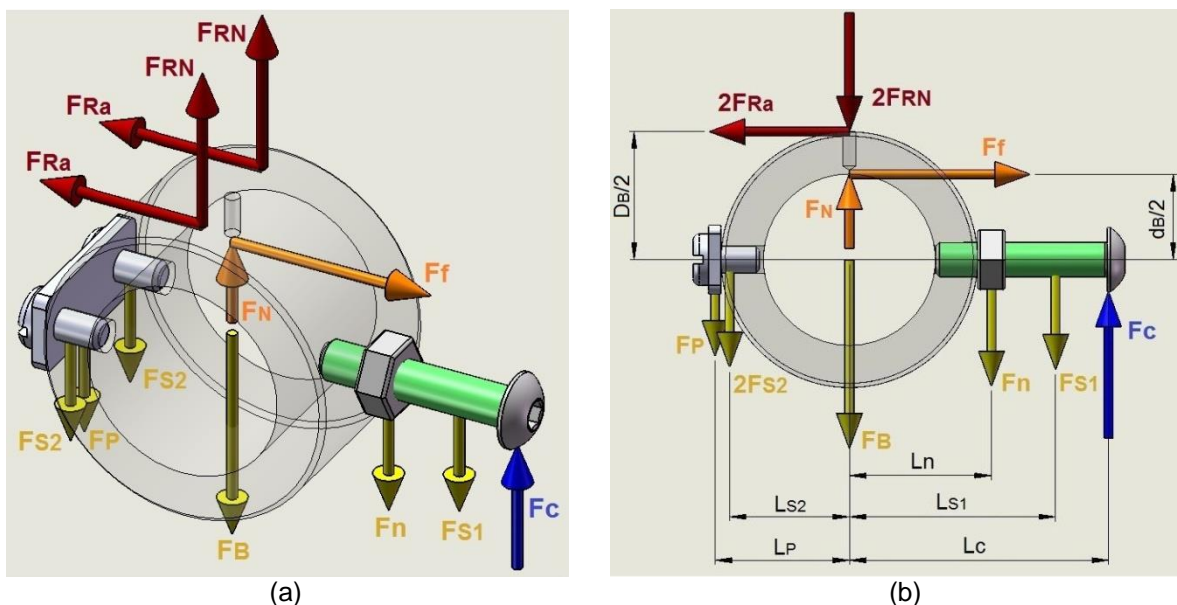 FRN
FRN
FRa
FRa
Ff
FN
FS2
FS2
FP
FB
Fn
FS1
Fc
(a)
2FRa
2FRN
Ff
FN
DB/2
dB/2
FP
2FS2
FB
Fn
FS1
Fc
Ln
LS2
LS1
LP
Lc
(b)